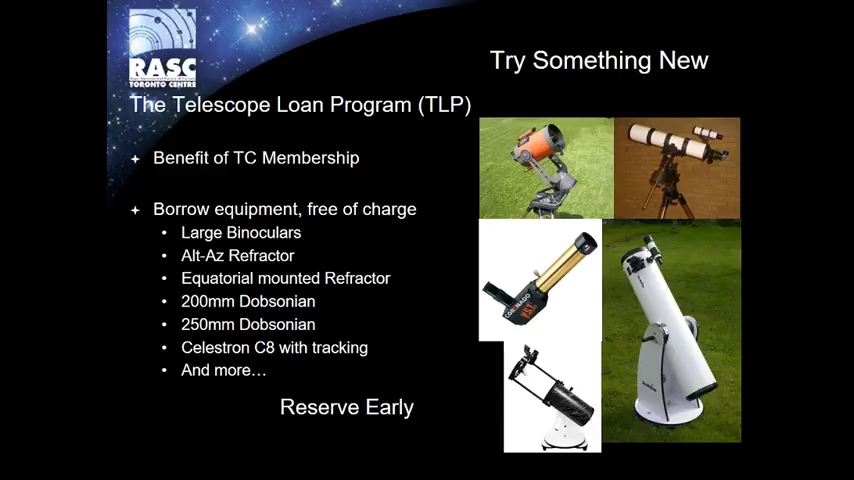 RASC
TORONTO CENTRE
Try Something New
The Telescope Loan Program (TLP)
Benefit of TC Membership
Borrow equipment, free of charge
Large Binoculars
Alt-Az Refractor
Equatorial mounted Refractor
200mm Dobsonian
250mm Dobsonian
Celestron C8 with tracking
And more…
Reserve Early
CORONADO
P.S.T.